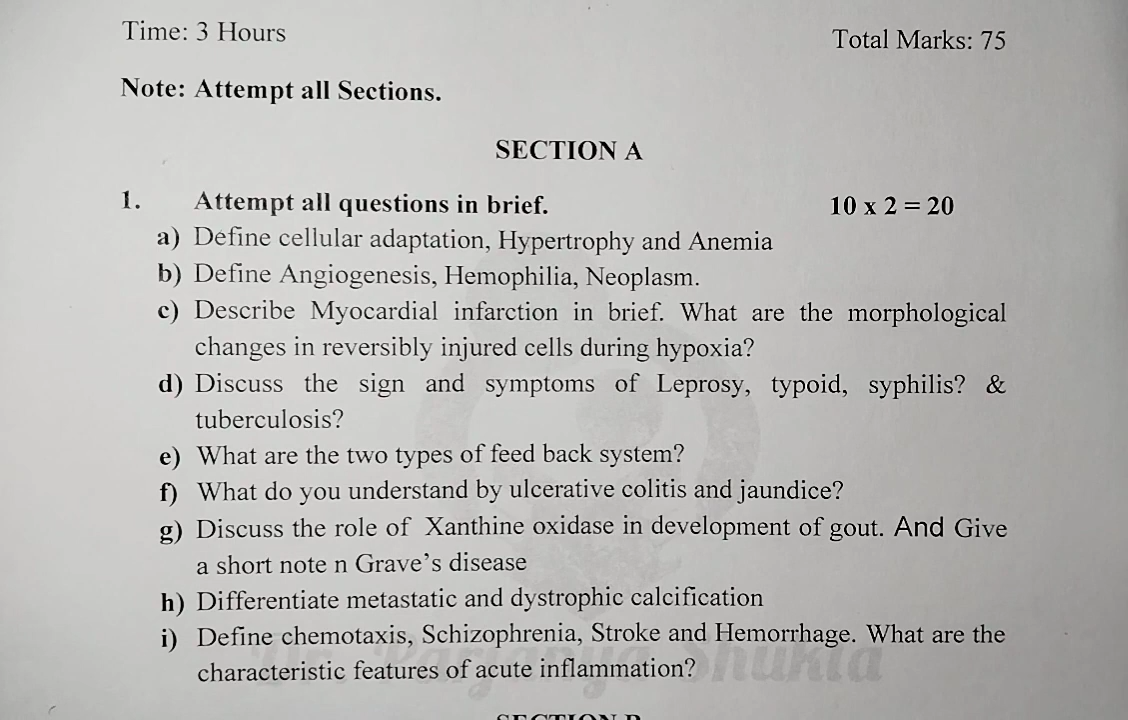 Time: 3 Hours
Total Marks: 75
Note: Attempt all Sections.
SECTION A
1. Attempt all questions in brief. 10 x 2 = 20
a) Define cellular adaptation, Hypertrophy and Anemia
b) Define Angiogenesis, Hemophilia, Neoplasm.
c) Describe Myocardial infarction in brief. What are the morphological
changes in reversibly injured cells during hypoxia?
d) Discuss the sign and symptoms of Leprosy, typoid, syphilis? &
tuberculosis?
e) What are the two types of feed back system?
f) What do you understand by ulcerative colitis and jaundice?
g) Discuss the role of Xanthine oxidase in development of gout. And Give
a short note n Grave's disease
h) Differentiate metastatic and dystrophic calcification
i) Define chemotaxis, Schizophrenia, Stroke and Hemorrhage. What are the
characteristic features of acute inflammation?
Shukla